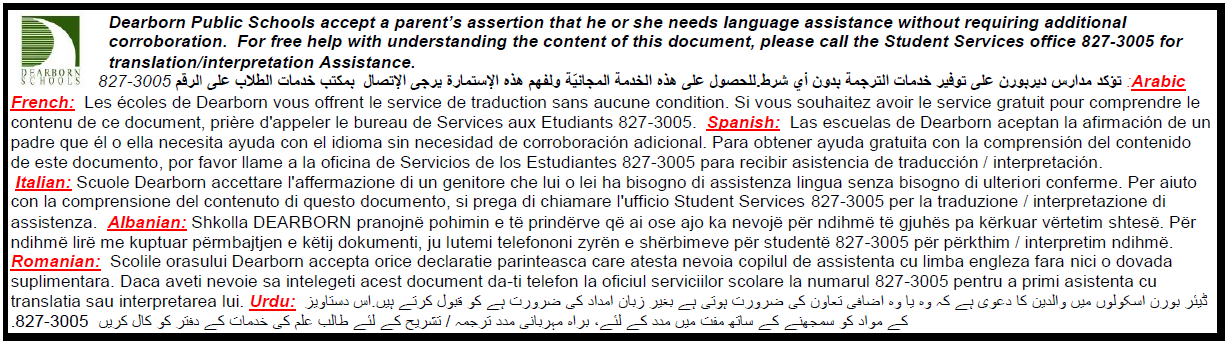 DEARBORN
SCHOOLS
Dearborn Public Schools accept a parent's assertion that he or she needs language assistance without requiring additional
corroboration.  For free help with understanding the content of this document, please call the Student Services office 827-3005 for
translation/interpretation Assistance.
Arabic: تؤكد مدارس ديربورن على توفير خدمات الترجمة بدون أي شرط.للحصول على هذه الخدمة المجانيّة ولفهم هذه الإستمارة يرجى الإتصال  بمكتب خدمات الطلاب على الرقم 827-3005
French:  Les écoles de Dearborn vous offrent le service de traduction sans aucune condition. Si vous souhaitez avoir le service gratuit pour comprendre le
contenu de ce document, prière d'appeler le bureau de Services aux Etudiants 827-3005.  Spanish:  Las escuelas de Dearborn aceptan la afirmación de un
padre que él o ella necesita ayuda con el idioma sin necesidad de corroboración adicional. Para obtener ayuda gratuita con la comprensión del contenido
de este documento, por favor llame a la oficina de Servicios de los Estudiantes 827-3005 para recibir asistencia de traducción / interpretación.
Italian: Scuole Dearborn accettare l'affermazione di un genitore che lui o lei ha bisogno di assistenza lingua senza bisogno di ulteriori conferme. Per aiuto
con la comprensione del contenuto di questo documento, si prega di chiamare l'ufficio Student Services 827-3005 per la traduzione / interpretazione di
assistenza.  Albanian: Shkolla DEARBORN pranojnë pohimin e të prindërve që ai ose ajo ka nevojë për ndihmë të gjuhës pa kërkuar vërtetim shtesë. Për
ndihmë lirë me kuptuar përmbajtjen e këtij dokumenti, ju lutemi telefononi zyrën e shërbimeve për studentë 827-3005 për përkthim / interpretim ndihmë.
Romanian:  Scolile orasului Dearborn accepta orice declaratie parinteasca care atesta nevoia copilul de assistenta cu limba engleza fara nici o dovada
suplimentara. Daca aveti nevoie sa intelegeti acest document da-ti telefon la oficiul serviciilor scolare la numarul 827-3005 pentru a primi asistenta cu
translatia sau interpretarea lui. Urdu: ڈیئر بورن اسکولوں میں والدین کا دعوی ہے کہ وہ یا وہ اضافی تعاون کی ضرورت ہوتی ہے بغیر زبان امداد کی ضرورت ہے کو قبول کرتے ہیں.اس دستاویز
کے مواد کو سمجھنے کے ساتھ مفت میں مدد کے لئے، براہ مہربانی مدد ترجمہ / تشریح کے لئے طالب علم کی خدمات کے دفتر کو کال کریں  827-3005.